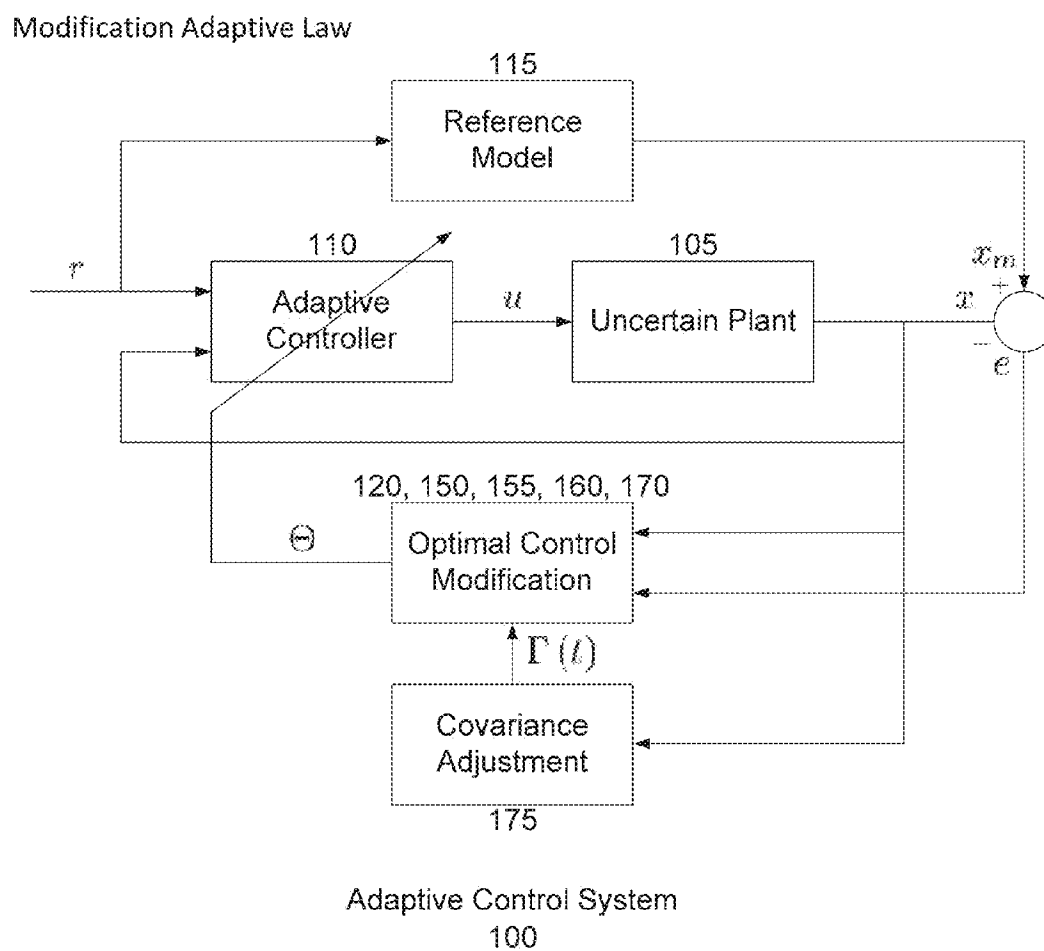 Modification Adaptive Law
115
Reference
Model
110
105
r
Adaptive
Controller
u
Uncertain Plant
x
xm
+
−
e
120, 150, 155, 160, 170
Θ
Optimal Control
Modification
Γ (t)
Covariance
Adjustment
175
Adaptive Control System
100